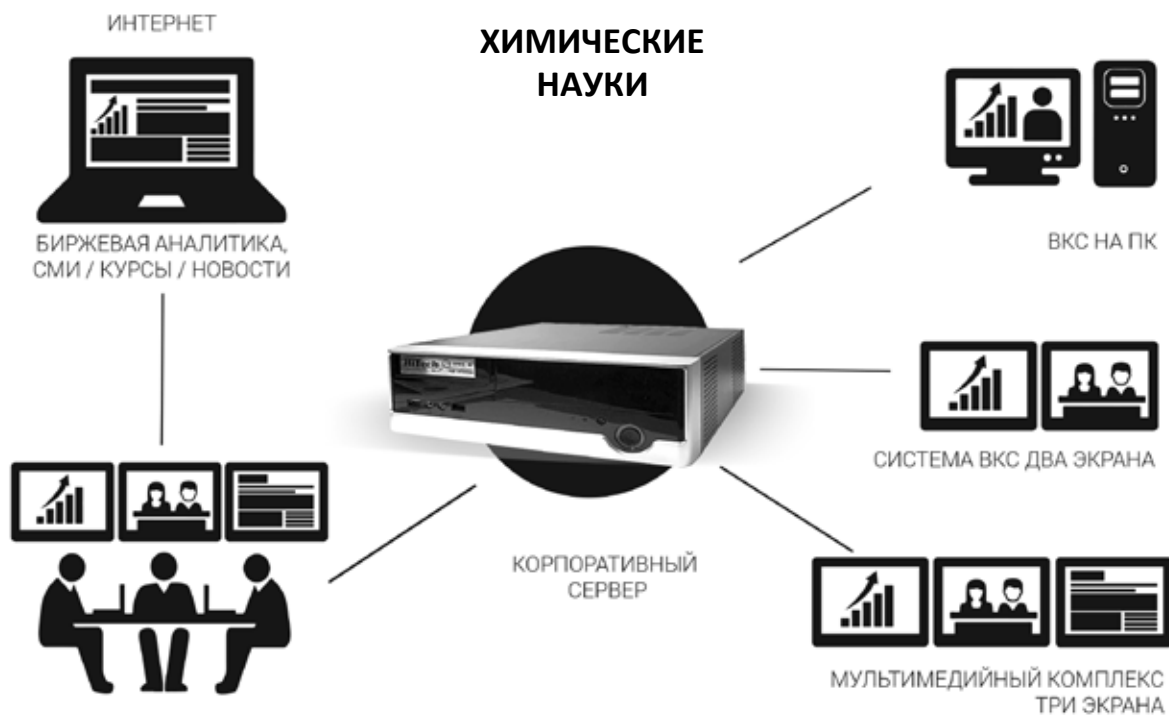 ИНТЕРНЕТ
ХИМИЧЕСКИЕ
НАУКИ
БИРЖЕВАЯ АНАЛИТИКА,
СМИ / КУРСЫ / НОВОСТИ
ВКС НА ПК
HiTech
СИСТЕМА ВКС ДВА ЭКРАНА
КОРПОРАТИВНЫЙ
СЕРВЕР
МУЛЬТИМЕДИЙНЫЙ КОМПЛЕКС
ТРИ ЭКРАНА